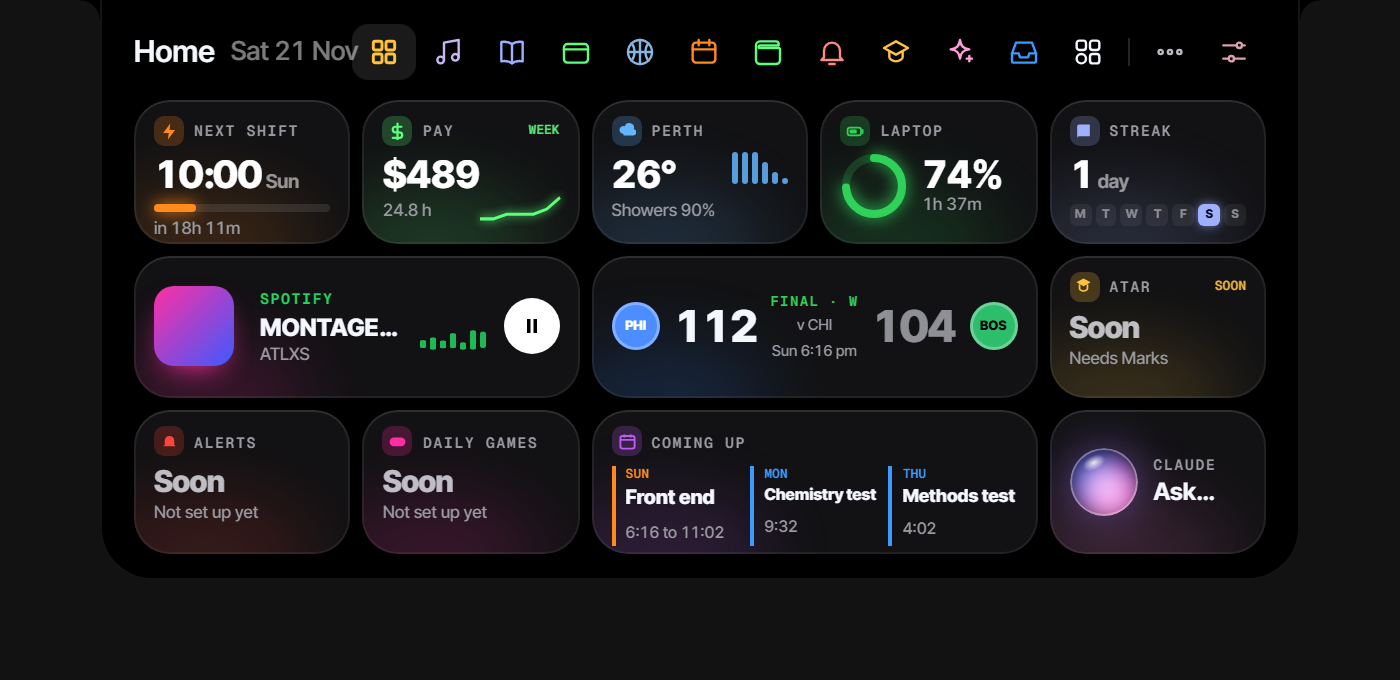 Home Sat 21 Nov
NEXT SHIFT
10:00 Sun
in 18h 11m
PAY WEEK
$489
24.8 h
PERTH
26°
Showers 90%
LAPTOP
74%
1h 37m
STREAK
1 day
M T W T F S S
SPOTIFY
MONTAGE...
ATLXS
PHI 112
FINAL · W
v CHI
Sun 6:16 pm
104 BOS
ATAR SOON
Soon
Needs Marks
ALERTS
Soon
Not set up yet
DAILY GAMES
Soon
Not set up yet
COMING UP
SUN
Front end
6:16 to 11:02
MON
Chemistry test
9:32
THU
Methods test
4:02
CLAUDE
Ask...